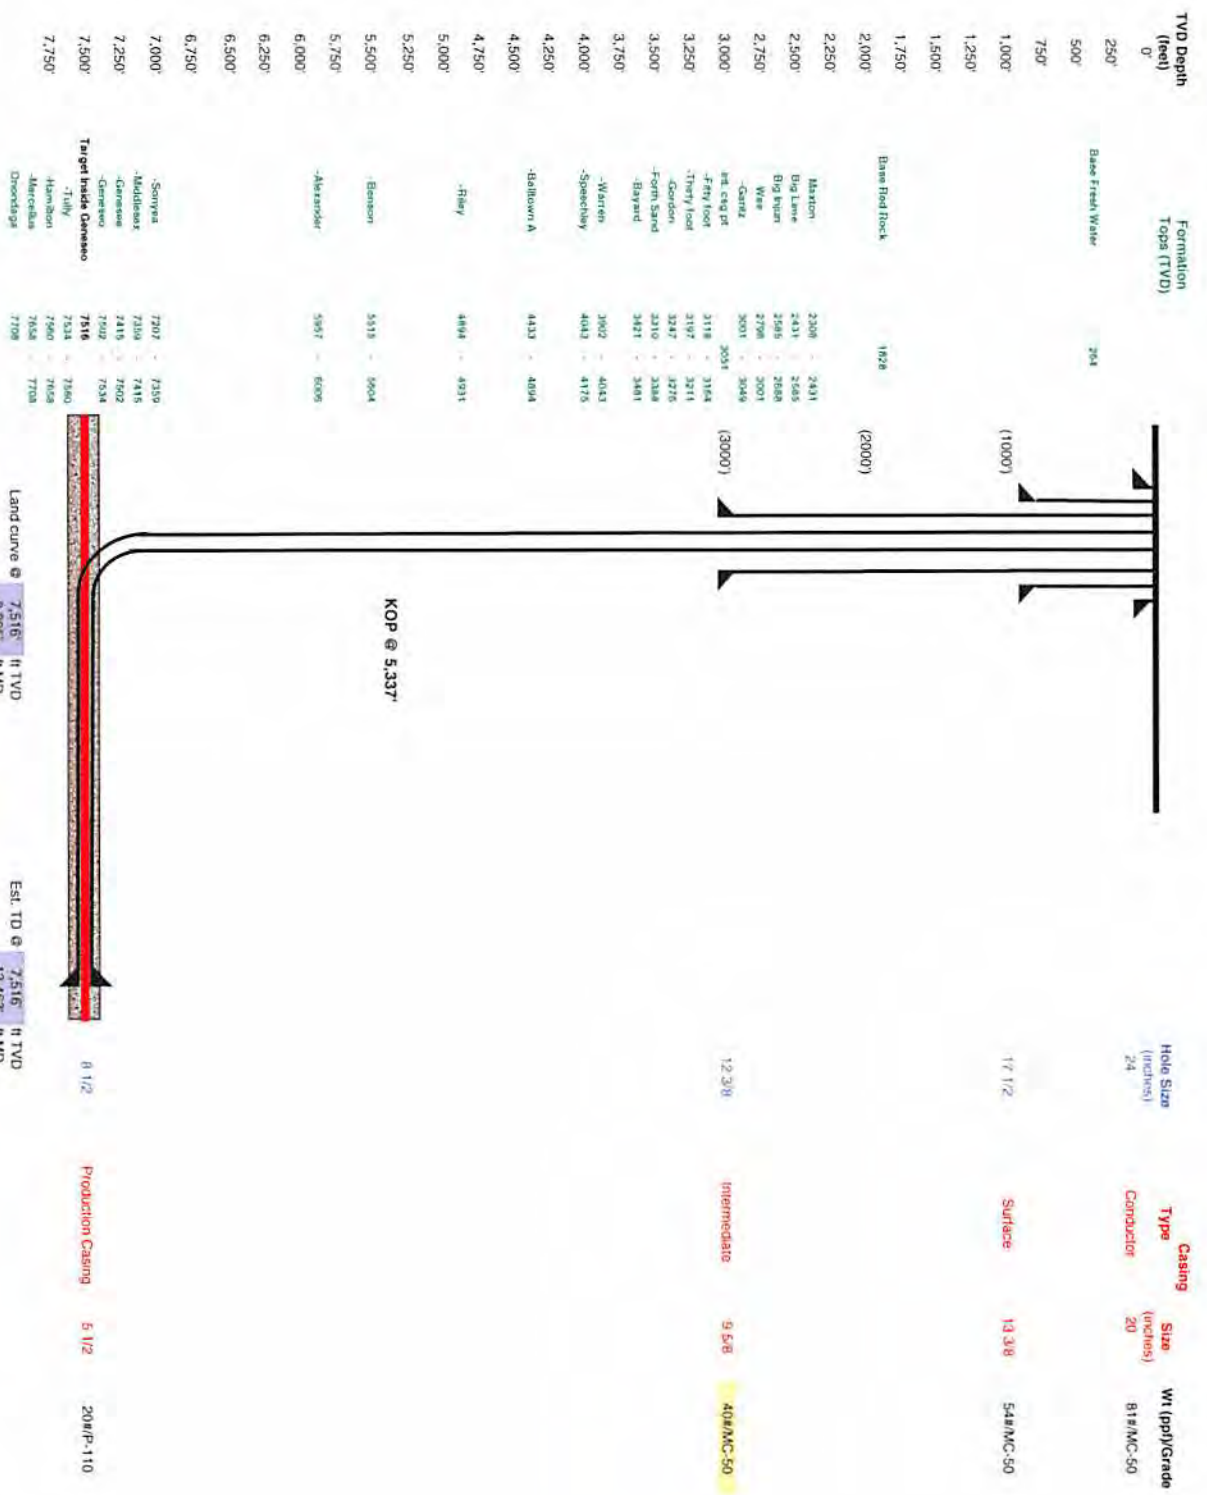 TVD Depth (feet) Formation Tops (TVD) Hole Size (inches) Casing Type Size (inches) Wt (ppf)/Grade
0'
24 Conductor 20 81#/MC-50
250'
Base Fresh Water 264
500'
750'
1,000' (1000') 17 1/2 Surface 13 3/8 54#/MC-50
1,250'
1,500'
1,750'
Base Red Rock 1828
2,000' (2000')
2,250'
Maxton 2308 - 2431
Big Lime 2431 - 2585
2,500'
Big Injun 2585 - 2688
2,750'
Weir 2798 - 3001
-Gantz 3001 - 3049
3,000' int. csg pt 3051 (3000') 12 3/8 Intermediate 9 5/8 40#/MC-50
-Fifty foot 3118 - 3164
3,250'
-Thirty foot 3197 - 3211
-Gordon 3247 - 3276
-Forth Sand 3310 - 3388
3,500'
-Bayard 3421 - 3481
3,750'
-Warren 3902 - 4043
4,000'
-Speechley 4043 - 4175
4,250'
-Balltown A 4433 - 4894
4,500'
4,750'
-Riley 4894 - 4931
5,000'
5,250'
KOP @ 5,337'
5,500'
-Benson 5515 - 5604
5,750'
-Alexander 5957 - 6006
6,000'
6,250'
6,500'
6,750'
7,000'
-Sonyea 7207 - 7359
-Middlesex 7359 - 7415
7,250'
-Genesee 7415 - 7502
-Geneseo 7502 - 7534
7,500' Target Inside Geneseo 7516 8 1/2 Production Casing 5 1/2 20#/P-110
-Tully 7534 - 7560
-Hamilton 7560 - 7658
7,750'
-Marcellus 7658 - 7708
Onondaga 7708
Land curve @ 7,516' ft TVD
Est. TD @ 7,516' ft TVD
ft MD
ft MD